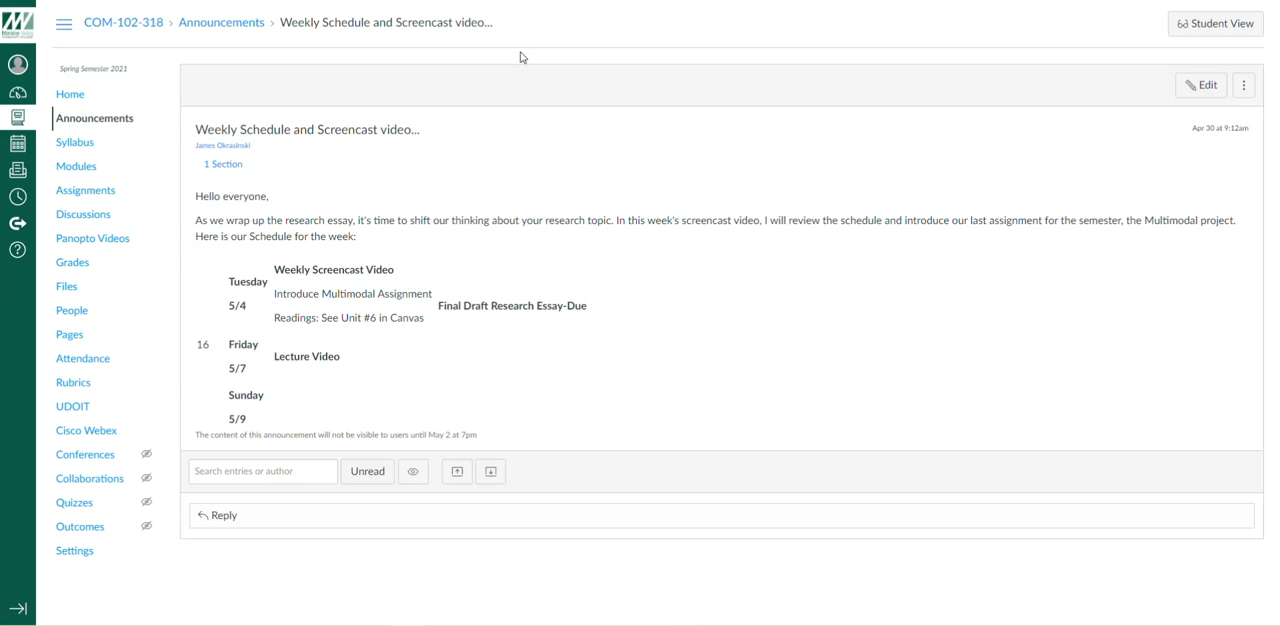 COM-102-318 › Announcements › Weekly Schedule and Screencast video...
Student View
Spring Semester 2021
Home
Announcements
Syllabus
Modules
Assignments
Discussions
Panopto Videos
Grades
Files
People
Pages
Attendance
Rubrics
UDOIT
Cisco Webex
Conferences
Collaborations
Quizzes
Outcomes
Settings
Edit
Weekly Schedule and Screencast video...
Apr 30 at 9:12am
James Okrasinski
1 Section
Hello everyone,
As we wrap up the research essay, it's time to shift our thinking about your research topic. In this week's screencast video, I will review the schedule and introduce our last assignment for the semester, the Multimodal project.
Here is our Schedule for the week:
Weekly Screencast Video
Tuesday
Introduce Multimodal Assignment
5/4
Final Draft Research Essay-Due
Readings: See Unit #6 in Canvas
16 Friday
Lecture Video
5/7
Sunday
5/9
The content of this announcement will not be visible to users until May 2 at 7pm
Search entries or author
Unread
Reply